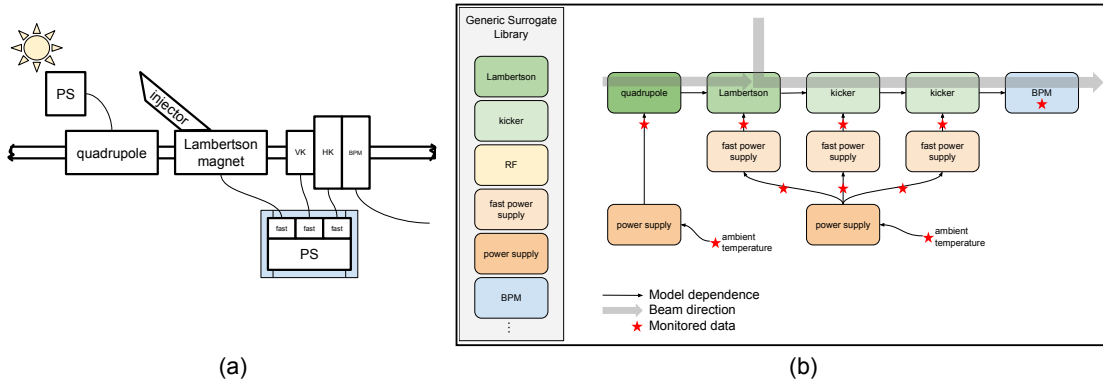 PS
injector
quadrupole
Lambertson
magnet
VK
HK
BPM
fast
fast
fast
PS
(a)
Generic Surrogate
Library
Lambertson
kicker
RF
fast power
supply
power supply
BPM
⋮
quadrupole
Lambertson
kicker
kicker
BPM
fast power
supply
fast power
supply
fast power
supply
power supply
ambient
temperature
power supply
ambient
temperature
Model dependence
Beam direction
Monitored data
(b)